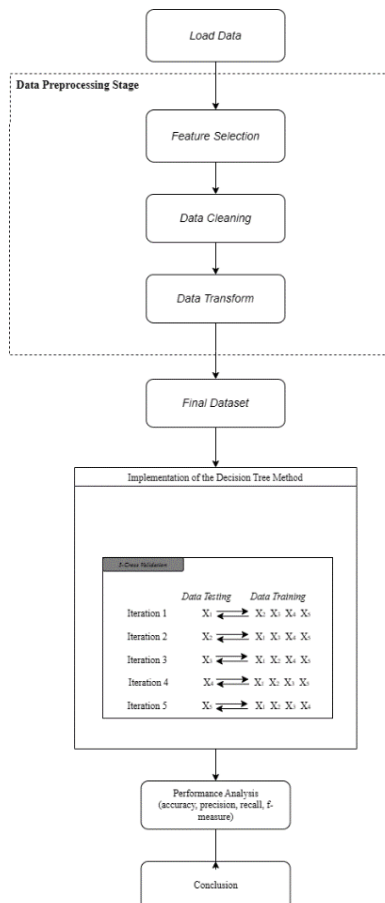 Load Data
Data Preprocessing Stage
Feature Selection
Data Cleaning
Data Transform
Final Dataset
Implementation of the Decision Tree Method
5-Cross Validation
Data Testing Data Training
Iteration 1 X₁ X₂ X₃ X₄ X₅
Iteration 2 X₂ X₁ X₃ X₄ X₅
Iteration 3 X₃ X₁ X₂ X₄ X₅
Iteration 4 X₄ X₁ X₂ X₃ X₅
Iteration 5 X₅ X₁ X₂ X₃ X₄
Performance Analysis
(accuracy, precision, recall, f-
measure)
Conclusion